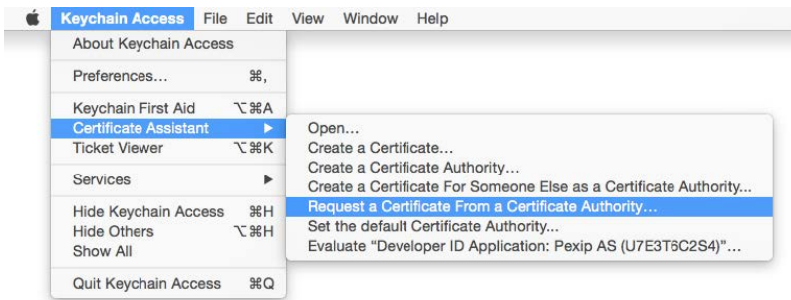 Keychain Access File Edit View Window Help
About Keychain Access
Preferences... ⌘,
Keychain First Aid ⌥⌘A
Certificate Assistant ▶
Ticket Viewer ⌥⌘K
Services ▶
Hide Keychain Access ⌘H
Hide Others ⌥⌘H
Show All
Quit Keychain Access ⌘Q
Open...
Create a Certificate...
Create a Certificate Authority...
Create a Certificate For Someone Else as a Certificate Authority...
Request a Certificate From a Certificate Authority...
Set the default Certificate Authority...
Evaluate “Developer ID Application: Pexip AS (U7E3T6C2S4)”...